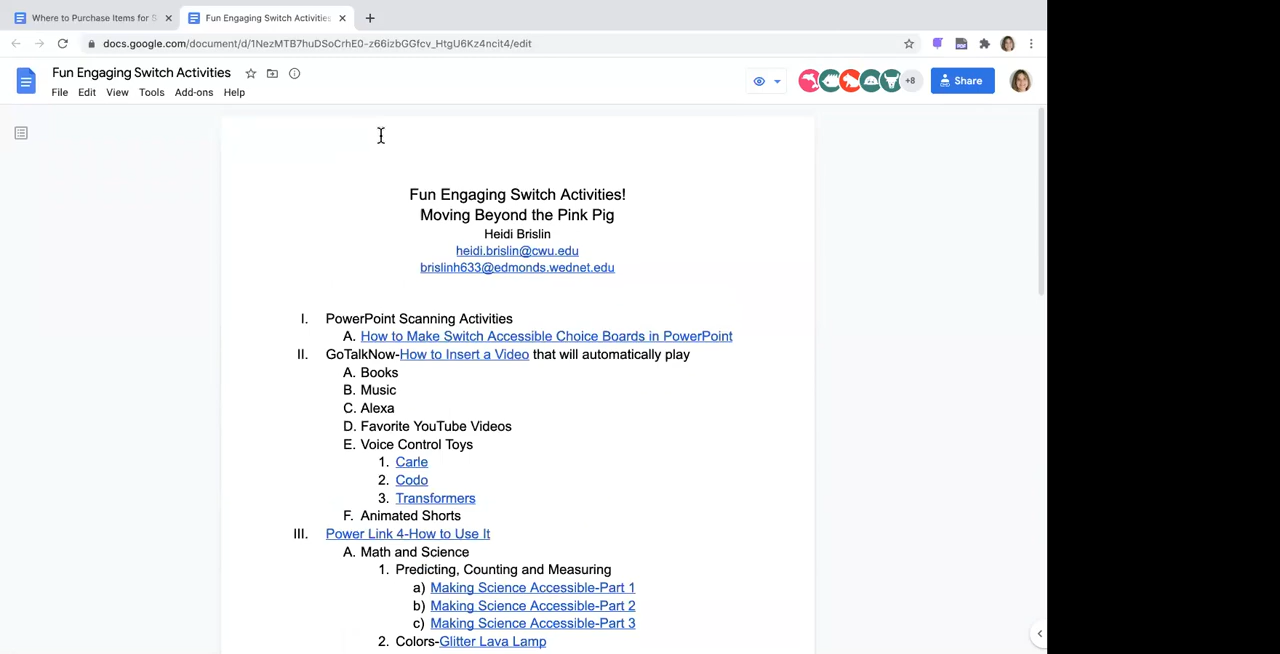 Where to Purchase Items for S
Fun Engaging Switch Activities
docs.google.com/document/d/1NezMTB7huDSoCrhE0-z66izbGGfcv_HtgU6Kz4ncit4/edit
Fun Engaging Switch Activities
File Edit View Tools Add-ons Help
+8
Share
Fun Engaging Switch Activities!
Moving Beyond the Pink Pig
Heidi Brislin
heidi.brislin@cwu.edu
brislinh633@edmonds.wednet.edu
I. PowerPoint Scanning Activities
A. How to Make Switch Accessible Choice Boards in PowerPoint
II. GoTalkNow-How to Insert a Video that will automatically play
A. Books
B. Music
C. Alexa
D. Favorite YouTube Videos
E. Voice Control Toys
1. Carle
2. Codo
3. Transformers
F. Animated Shorts
III. Power Link 4-How to Use It
A. Math and Science
1. Predicting, Counting and Measuring
a) Making Science Accessible-Part 1
b) Making Science Accessible-Part 2
c) Making Science Accessible-Part 3
2. Colors-Glitter Lava Lamp